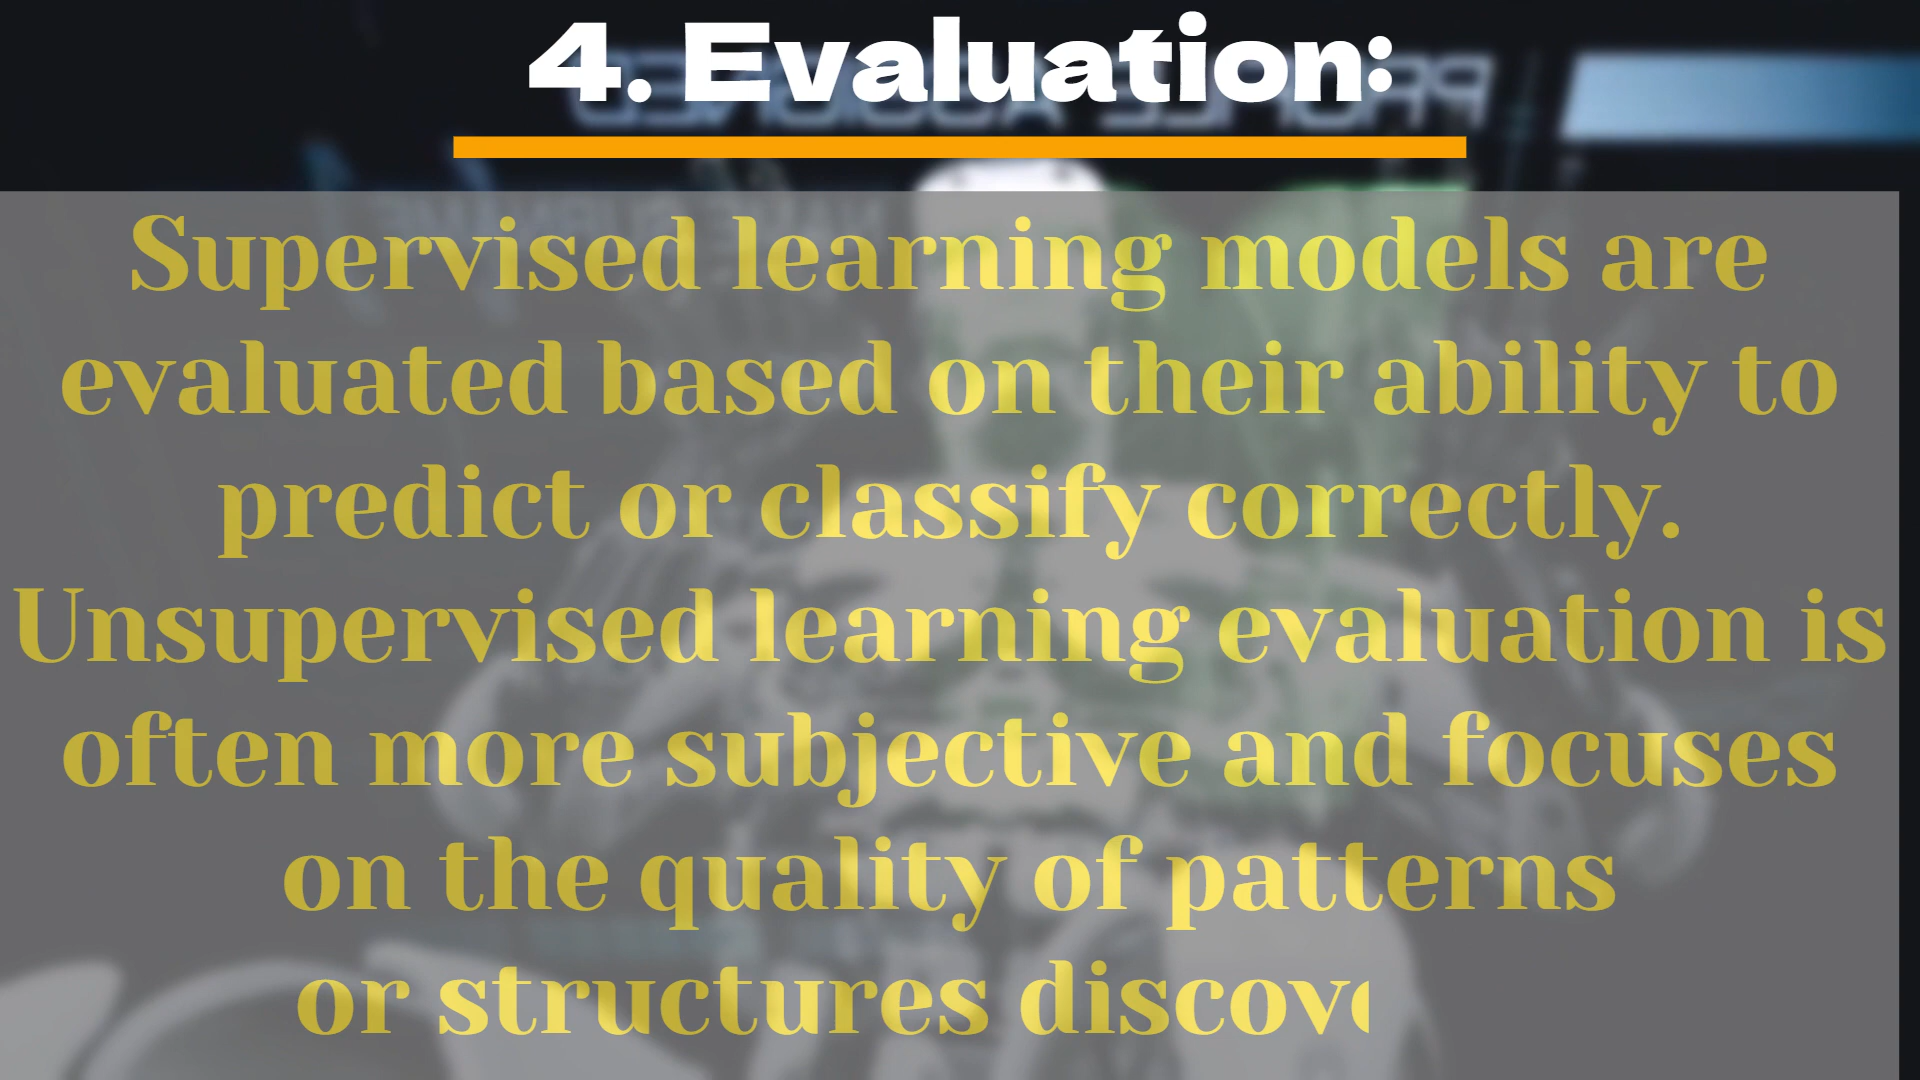 4. Evaluation:
Supervised learning models are
evaluated based on their ability to
predict or classify correctly.
Unsupervised learning evaluation is
often more subjective and focuses
on the quality of patterns
or structures discov